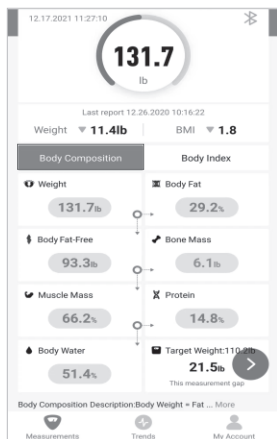 12.17.2021 11:27:10
131.7
lb
Last report 12.26.2020 10:16:22
Weight ▼ 11.4lb BMI ▼ 1.8
Body Composition Body Index
Weight Body Fat
131.7lb 29.2%
Body Fat-Free Bone Mass
93.3lb 6.1lb
Muscle Mass Protein
66.2% 14.8%
Body Water Target Weight:110.2lb
51.4% 21.5lb
This measurement gap
Body Composition Description:Body Weight = Fat ... More
Measurements Trends My Account